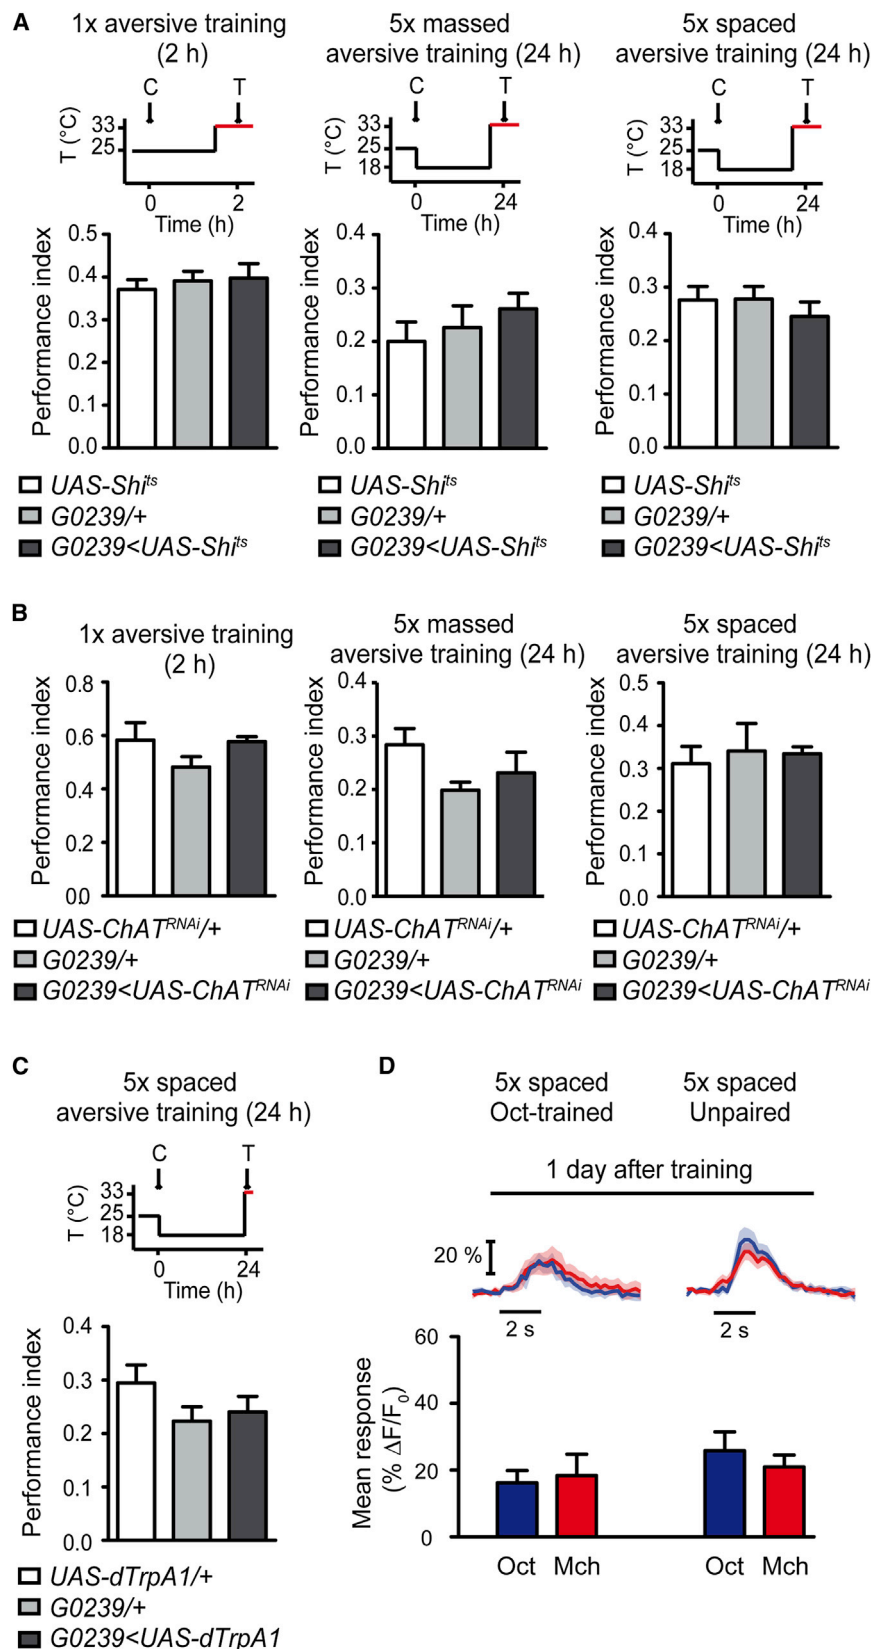 A
1x aversive training
(2 h)
C T
T (°C)
33
25
0 2
Time (h)
Performance index
0.5
0.4
0.3
0.2
0.1
0.0
UAS-Shi^ts
G0239/+
G0239<UAS-Shi^ts
5x massed
aversive training (24 h)
C T
T (°C)
33
25
18
0 24
Time (h)
Performance index
0.4
0.3
0.2
0.1
0.0
UAS-Shi^ts
G0239/+
G0239<UAS-Shi^ts
5x spaced
aversive training (24 h)
C T
T (°C)
33
25
18
0 24
Time (h)
Performance index
0.4
0.3
0.2
0.1
0.0
UAS-Shi^ts
G0239/+
G0239<UAS-Shi^ts
B
1x aversive training
(2 h)
Performance index
0.8
0.6
0.4
0.2
0.0
UAS-ChAT^RNAi/+
G0239/+
G0239<UAS-ChAT^RNAi
5x massed
aversive training (24 h)
Performance index
0.4
0.3
0.2
0.1
0.0
UAS-ChAT^RNAi/+
G0239/+
G0239<UAS-ChAT^RNAi
5x spaced
aversive training (24 h)
Performance index
0.5
0.4
0.3
0.2
0.1
0.0
UAS-ChAT^RNAi/+
G0239/+
G0239<UAS-ChAT^RNAi
C
5x spaced
aversive training (24 h)
C T
T (°C)
33
25
18
0 24
Time (h)
Performance index
0.4
0.3
0.2
0.1
0.0
UAS-dTrpA1/+
G0239/+
G0239<UAS-dTrpA1
D
5x spaced
Oct-trained
5x spaced
Unpaired
1 day after training
20 %
2 s
2 s
Mean response
(% ΔF/F₀)
60
40
20
0
Oct Mch Oct Mch